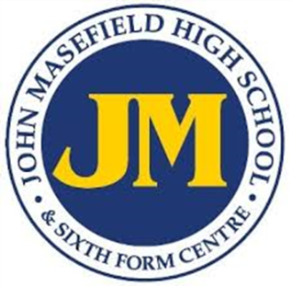 JOHN MASEFIELD HIGH SCHOOL
JM
• & SIXTH FORM CENTRE •